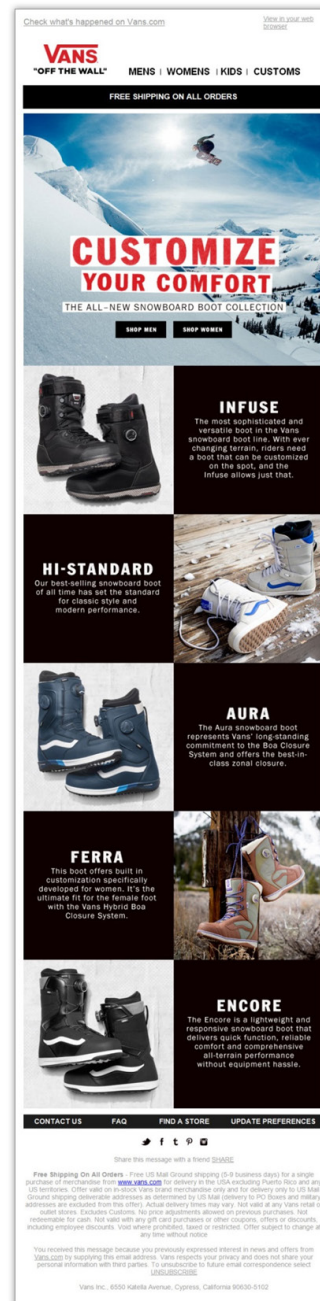 Check what's happened on Vans.com
View in your web
browser
VANS
"OFF THE WALL"
MENS | WOMENS | KIDS | CUSTOMS
FREE SHIPPING ON ALL ORDERS
CUSTOMIZE
YOUR COMFORT
THE ALL-NEW SNOWBOARD BOOT COLLECTION
SHOP MEN
SHOP WOMEN
INFUSE
The most sophisticated and
versatile boot in the Vans
snowboard boot line. With ever
changing terrain, riders need
a boot that can be customized
on the spot, and the
Infuse allows just that.
HI-STANDARD
Our best-selling snowboard boot
of all time has set the standard
for classic style and
modern performance.
AURA
The Aura snowboard boot
represents Vans' long-standing
commitment to the Boa Closure
System and offers the best-in-
class zonal closure.
FERRA
This boot offers built in
customization specifically
developed for women. It's the
ultimate fit for the female foot
with the Vans Hybrid Boa
Closure System.
ENCORE
The Encore is a lightweight and
responsive snowboard boot that
delivers quick function, reliable
comfort and comprehensive
all-terrain performance
without equipment hassle.
CONTACT US FAQ FIND A STORE UPDATE PREFERENCES
Share this message with a friend SHARE
Free Shipping On All Orders - Free US Mail Ground shipping (5-9 business days) for a single
purchase of merchandise from www.vans.com for delivery in the USA excluding Puerto Rico and any
US territories. Offer valid on in-stock Vans brand merchandise only and for delivery only to US Mail
Ground shipping deliverable addresses as determined by US Mail (delivery to PO Boxes and military
addresses are excluded from this offer). Actual delivery times may vary. Not valid at any Vans retail o
outlet stores. Excludes Customs. No price adjustments allowed on previous purchases. Not
redeemable for cash. Not valid with any gift card purchases or other coupons, offers or discounts,
including employee discounts. Void where prohibited, taxed or restricted. Offer subject to change at
any time without notice
You received this message because you previously expressed interest in news and offers from
Vans.com by supplying this email address. Vans respects your privacy and does not share your
personal information with third parties. To unsubscribe to future email correspondence select
UNSUBSCRIBE
Vans Inc., 6550 Katella Avenue, Cypress, California 90630-5102